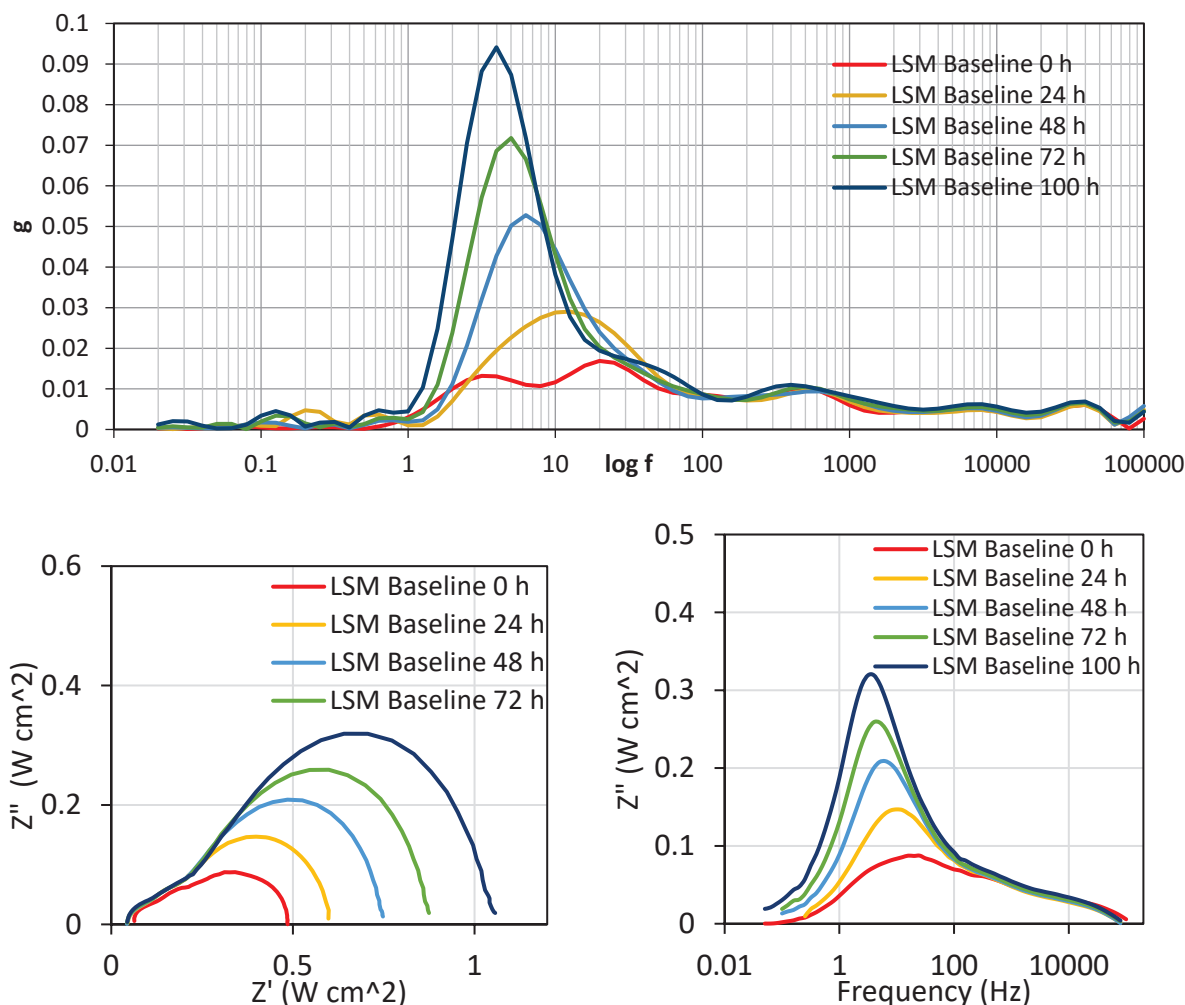 0.1
0.09
0.08
0.07
0.06
0.05
0.04
0.03
0.02
0.01
0
g
LSM Baseline 0 h
LSM Baseline 24 h
LSM Baseline 48 h
LSM Baseline 72 h
LSM Baseline 100 h
0.01 0.1 1 10 100 1000 10000 100000
log f
0.6
0.4
0.2
0
Z'' (W cm^2)
LSM Baseline 0 h
LSM Baseline 24 h
LSM Baseline 48 h
LSM Baseline 72 h
0 0.5 1
Z' (W cm^2)
0.5
0.4
0.3
0.2
0.1
0
Z'' (W cm^2)
LSM Baseline 0 h
LSM Baseline 24 h
LSM Baseline 48 h
LSM Baseline 72 h
LSM Baseline 100 h
0.01 1 100 10000
Frequency (Hz)